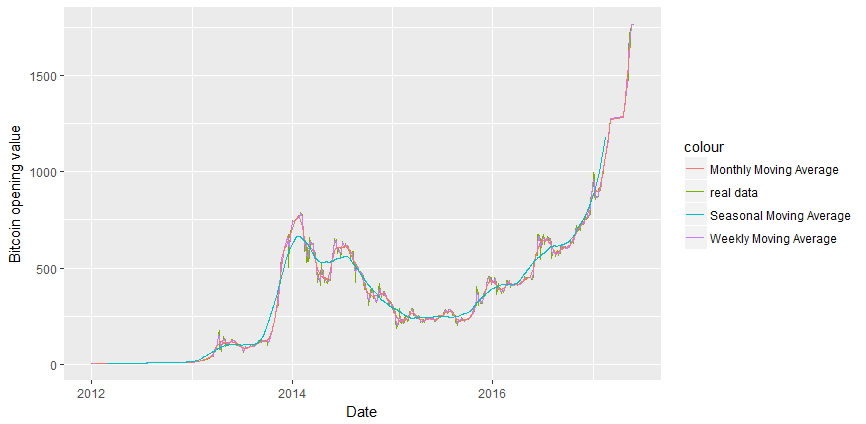 Bitcoin opening value
1500
1000
500
0
2012
2014
2016
Date
colour
Monthly Moving Average
real data
Seasonal Moving Average
Weekly Moving Average